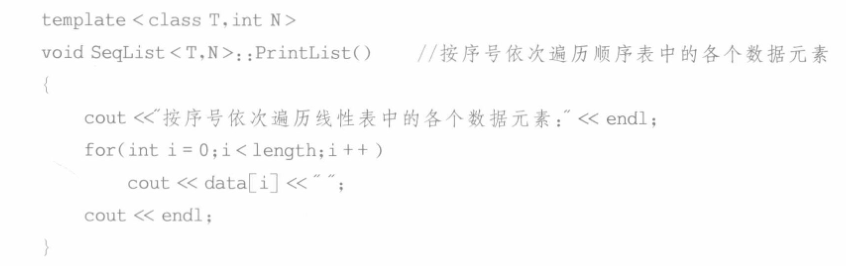 template <class T,int N>
void SeqList<T,N>::PrintList()    //按序号依次遍历顺序表中的各个数据元素
{
    cout <<"按序号依次遍历线性表中的各个数据元素:"<< endl;
    for(int i=0;i<length;i++)
        cout << data[i] <<" ";
    cout << endl;
}